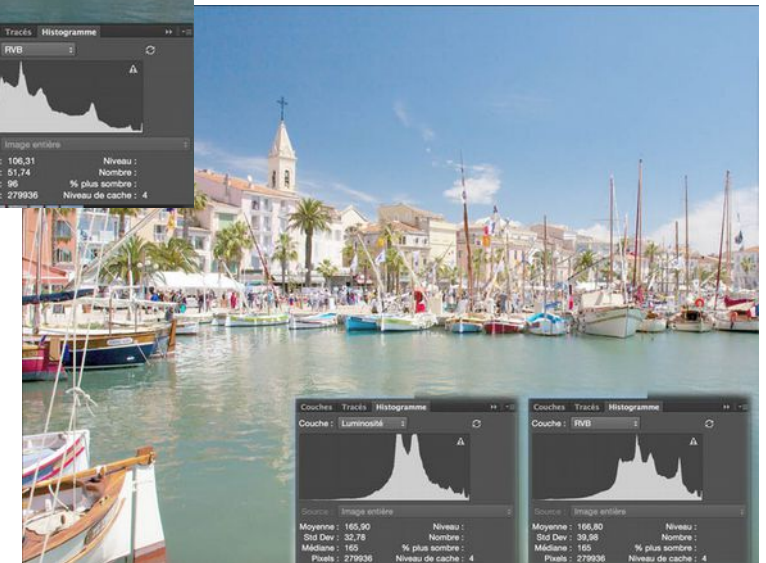 Tracés Histogramme
RVB
Image entière
: 106,31 Niveau :
: 51,74 Nombre :
: 96 % plus sombre :
: 279936 Niveau de cache : 4
Couches Tracés Histogramme
Couche : Luminosité
Source : Image entière
Moyenne : 165,90 Niveau :
Std Dev : 32,78 Nombre :
Médiane : 165 % plus sombre :
Pixels : 279936 Niveau de cache : 4
Couches Tracés Histogramme
Couche : RVB
Source : Image entière
Moyenne : 166,80 Niveau :
Std Dev : 39,98 Nombre :
Médiane : 165 % plus sombre :
Pixels : 279936 Niveau de cache : 4